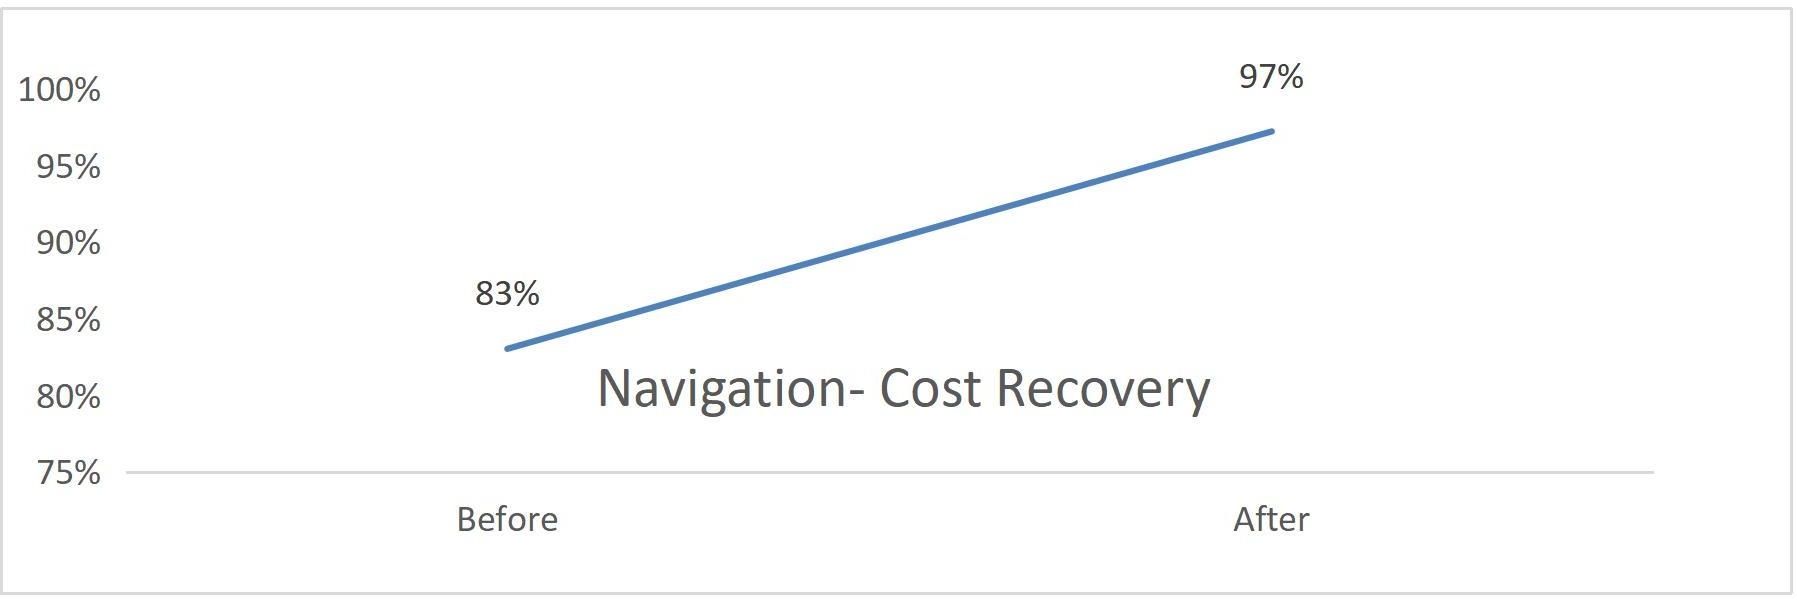 100%
95%
90%
85%
80%
75%
83%
97%
Navigation- Cost Recovery
Before
After